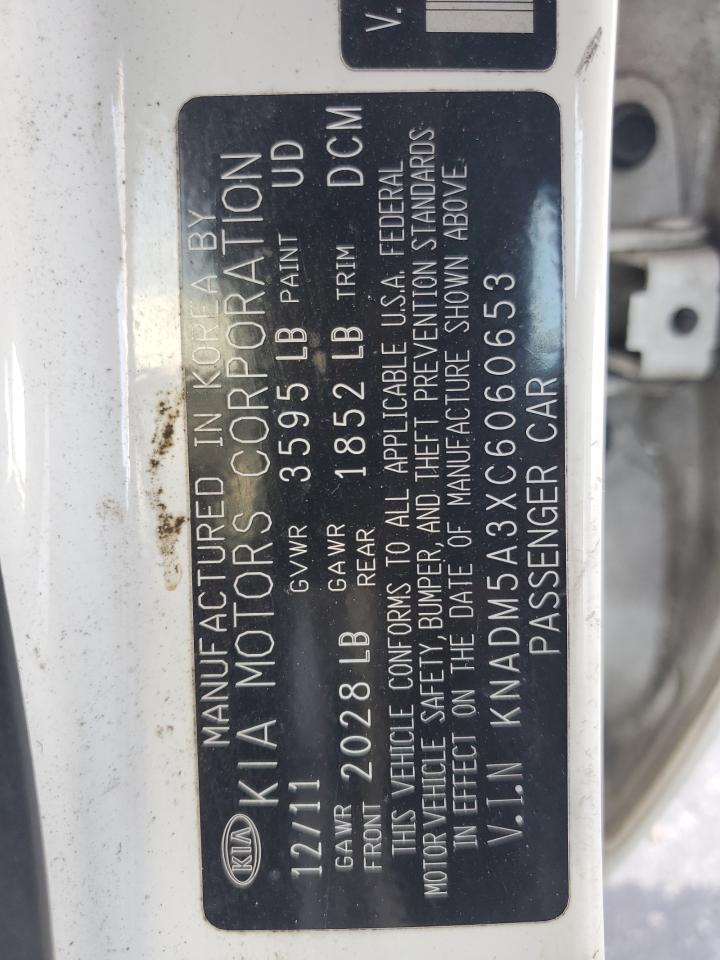 V.
MANUFACTURED IN KOREA BY
KIA KIA MOTORS CORPORATION
12/11 GVWR 3595 LB PAINT UD
GAWR FRONT 2028 LB GAWR REAR 1852 LB TRIM DCM
THIS VEHICLE CONFORMS TO ALL APPLICABLE U.S.A. FEDERAL
MOTOR VEHICLE SAFETY, BUMPER, AND THEFT PREVENTION STANDARDS
IN EFFECT ON THE DATE OF MANUFACTURE SHOWN ABOVE.
V.I.N KNADM5A3XC6060653
PASSENGER CAR